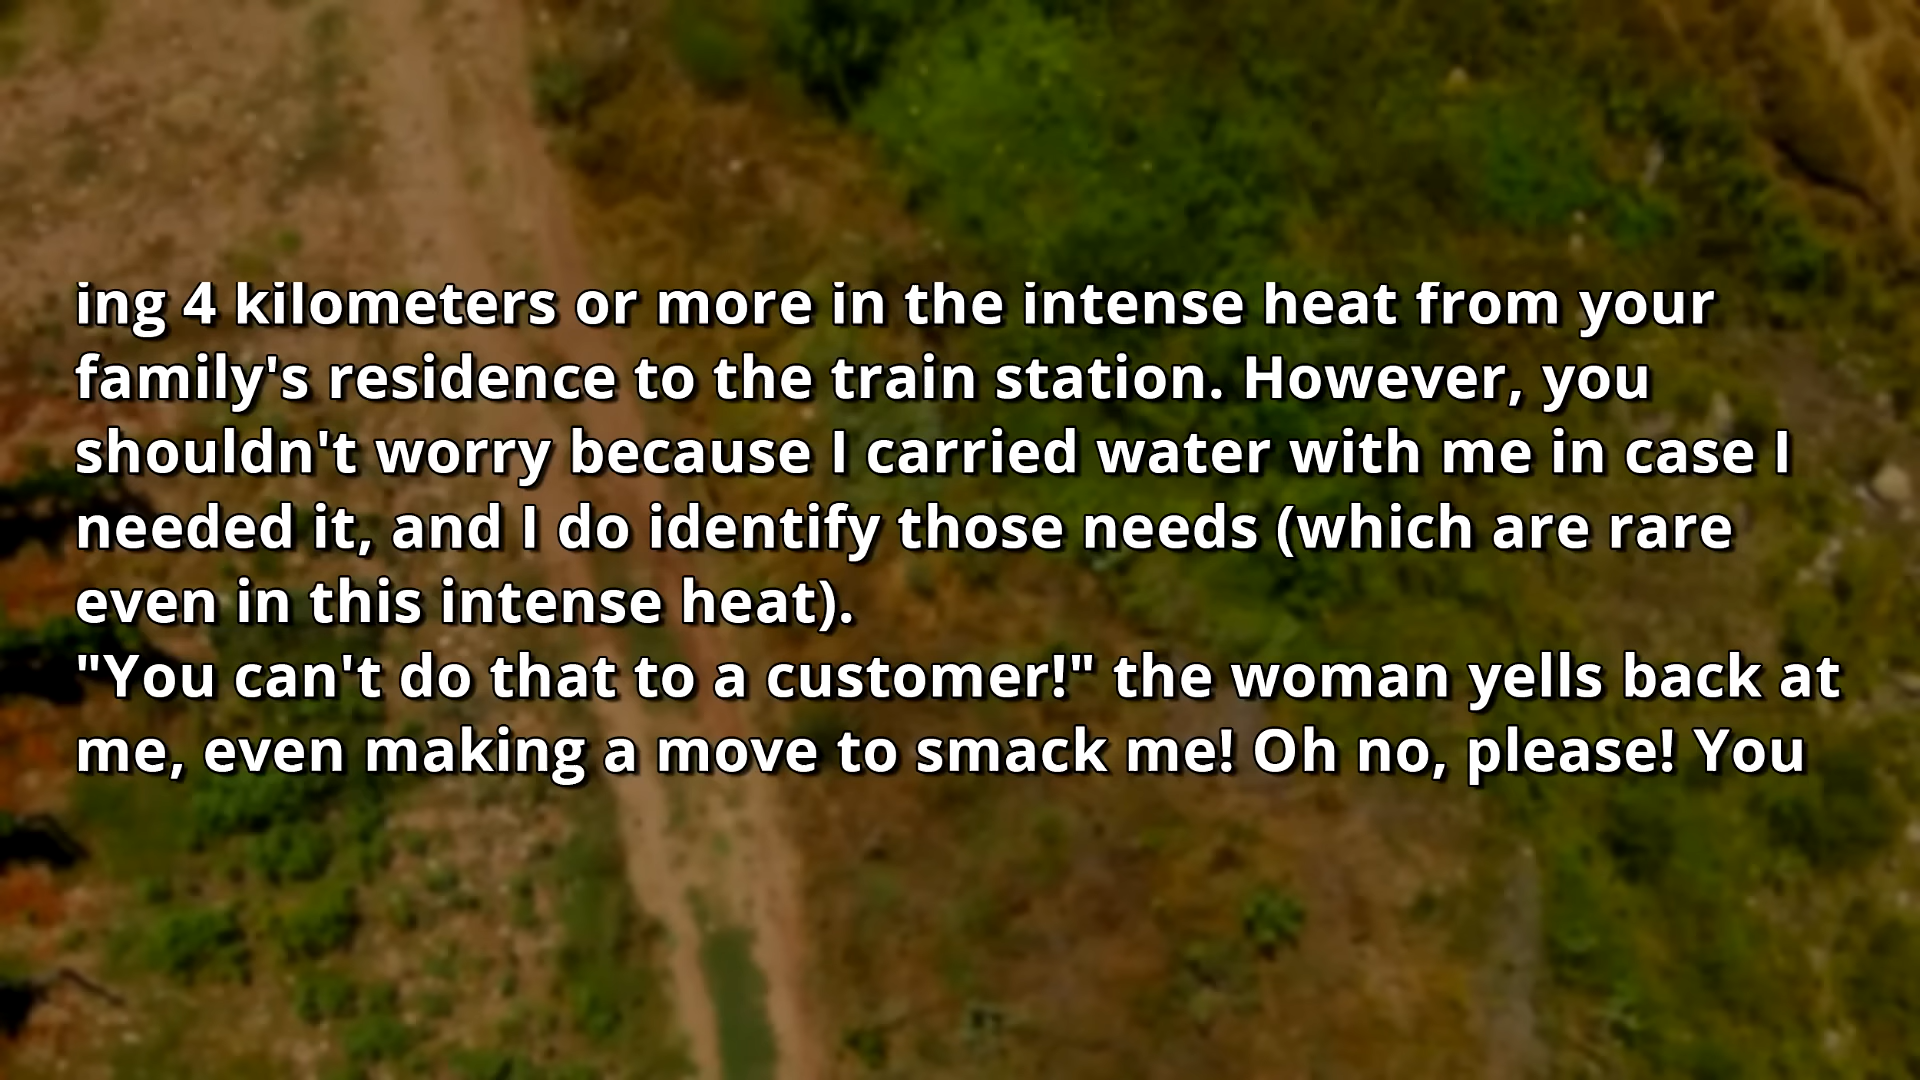 ing 4 kilometers or more in the intense heat from your
family's residence to the train station. However, you
shouldn't worry because I carried water with me in case I
needed it, and I do identify those needs (which are rare
even in this intense heat).
"You can't do that to a customer!" the woman yells back at
me, even making a move to smack me! Oh no, please! You